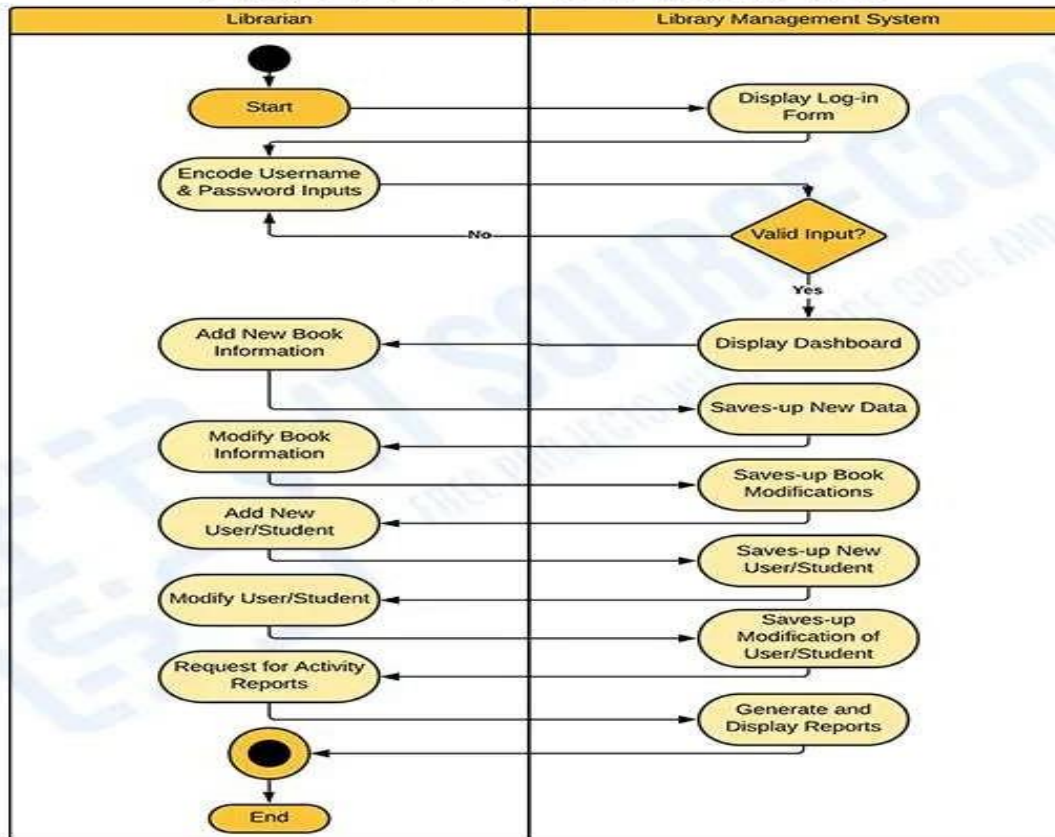 Librarian
Library Management System
Start
Display Log-in
Form
Encode Username
& Password Inputs
Valid Input?
No
Yes
Display Dashboard
Add New Book
Information
Saves-up New Data
Modify Book
Information
Saves-up Book
Modifications
Add New
User/Student
Saves-up New
User/Student
Modify User/Student
Saves-up
Modification of
User/Student
Request for Activity
Reports
Generate and
Display Reports
End